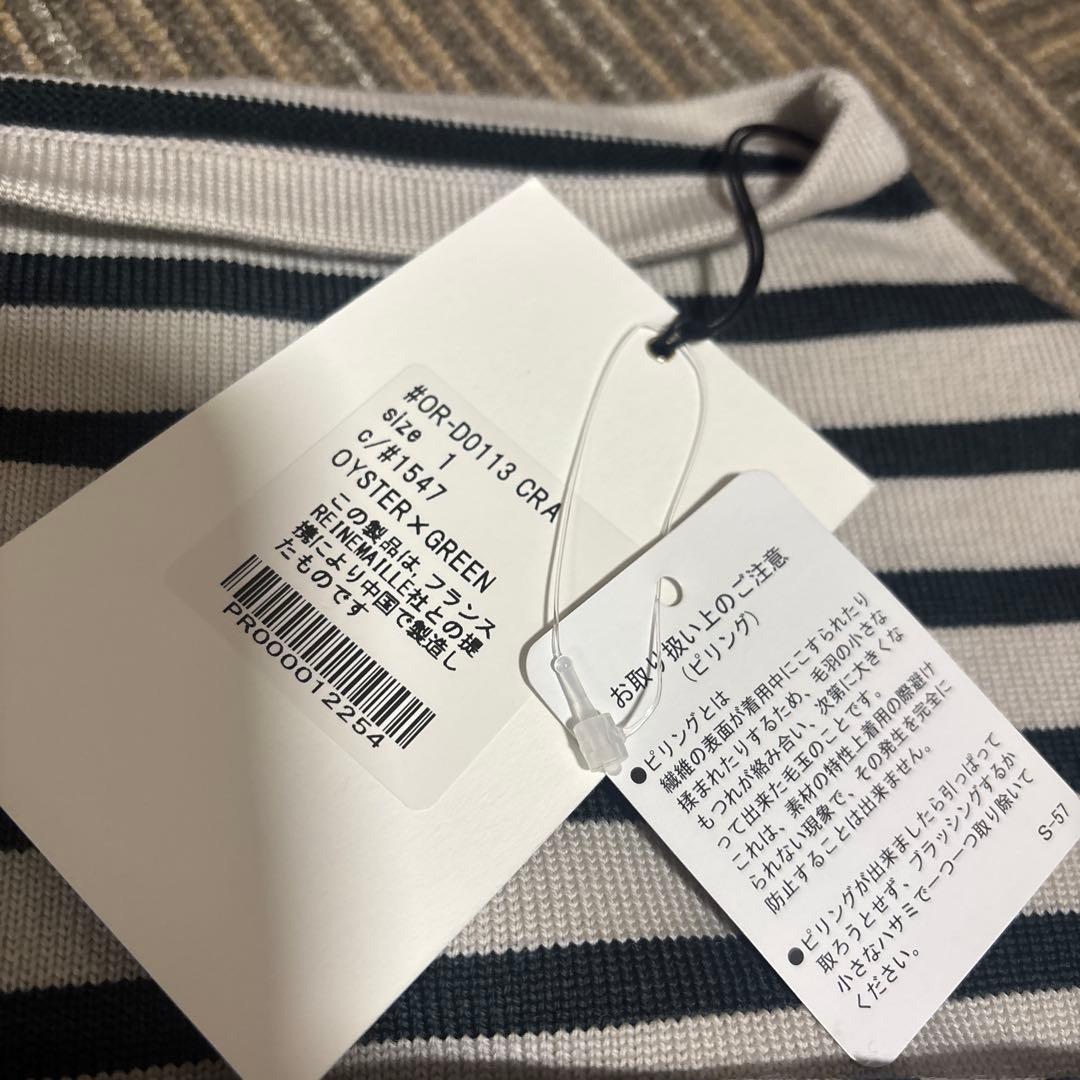 #OR-D0113 CRA
size 1
c/#1547
OYSTER×GREEN
この製品は、フランス
REINEMAILLE社との提
携により中国で製造し
たものです
PR000012254
お取り扱い上のご注意
(ピリング)
●ピリングとは
繊維の表面が着用中にこすられたり
揉まれたりするため、毛羽の小さな
もつれが絡み合い、次第に大きくな
って出来た毛玉のことです。
これは、素材の特性上着用の際避け
られない現象で、その発生を完全に
防止することは出来ません。
●ピリングが出来ましたら引っぱって
取ろうとせず、ブラッシングするか
小さなハサミで一つ一つ取り除いて
ください。
S-57